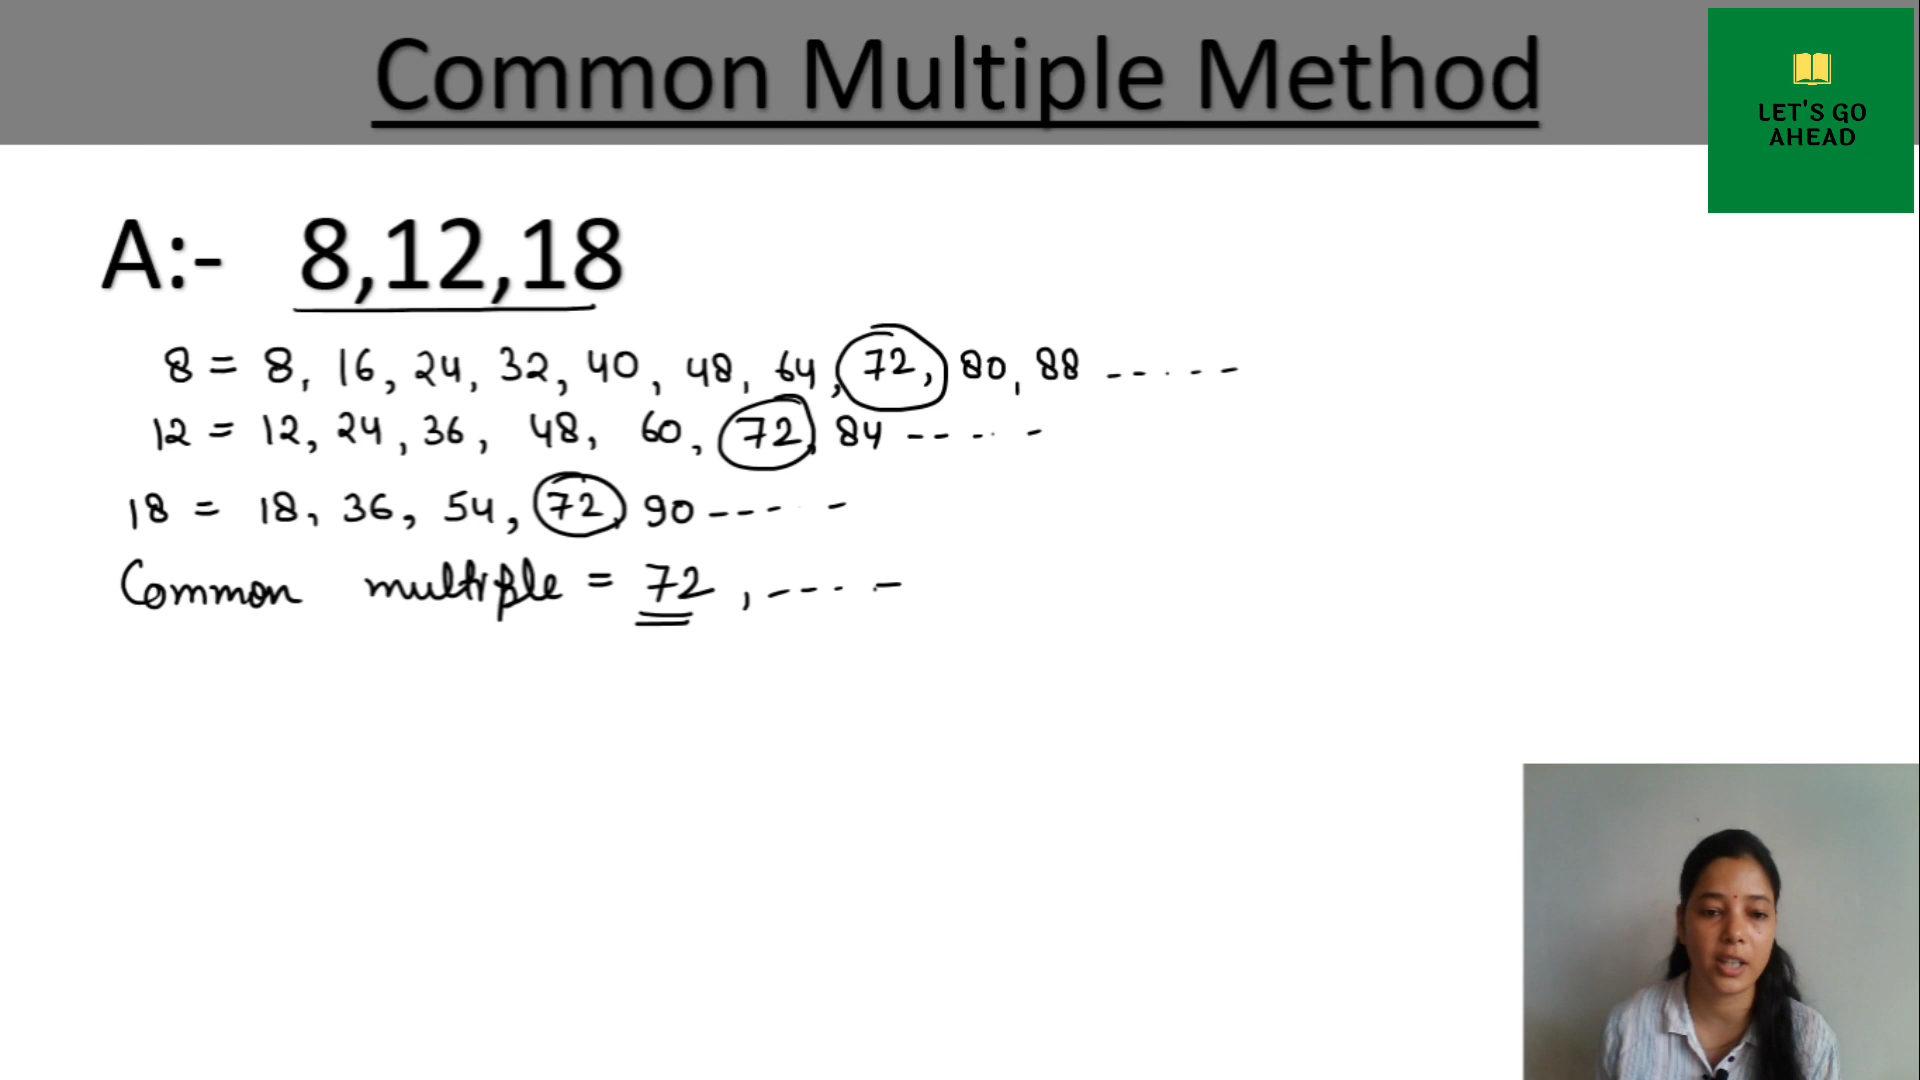 Common Multiple Method
LET'S GO
AHEAD
A:- 8,12,18
8 = 8, 16, 24, 32, 40, 48, 64, 72, 80, 88 -----
12 = 12, 24, 36, 48, 60, 72, 84 -----
18 = 18, 36, 54, 72, 90 -----
Common multiple = 72, -----